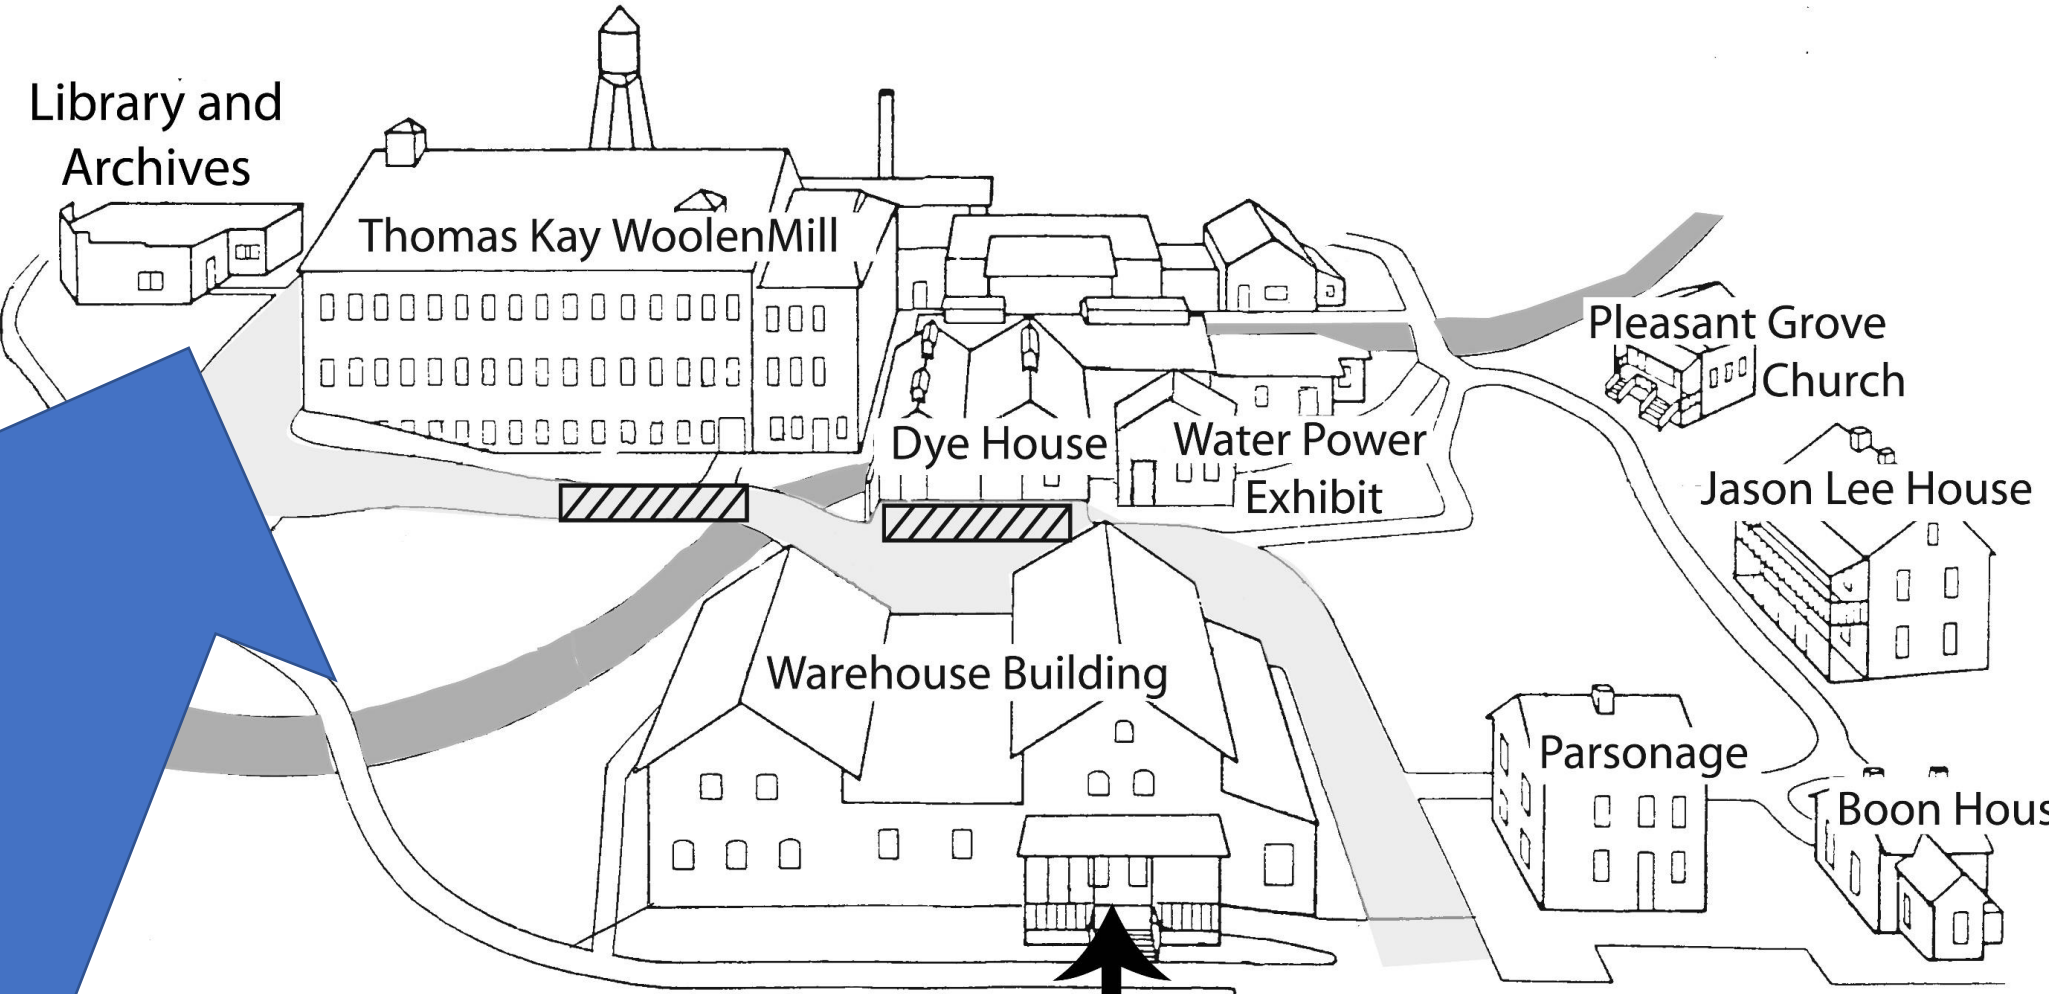 Library and
Archives
Thomas Kay WoolenMill
Pleasant Grove
Church
Dye House
Water Power
Exhibit
Jason Lee House
Warehouse Building
Parsonage
Boon Hous